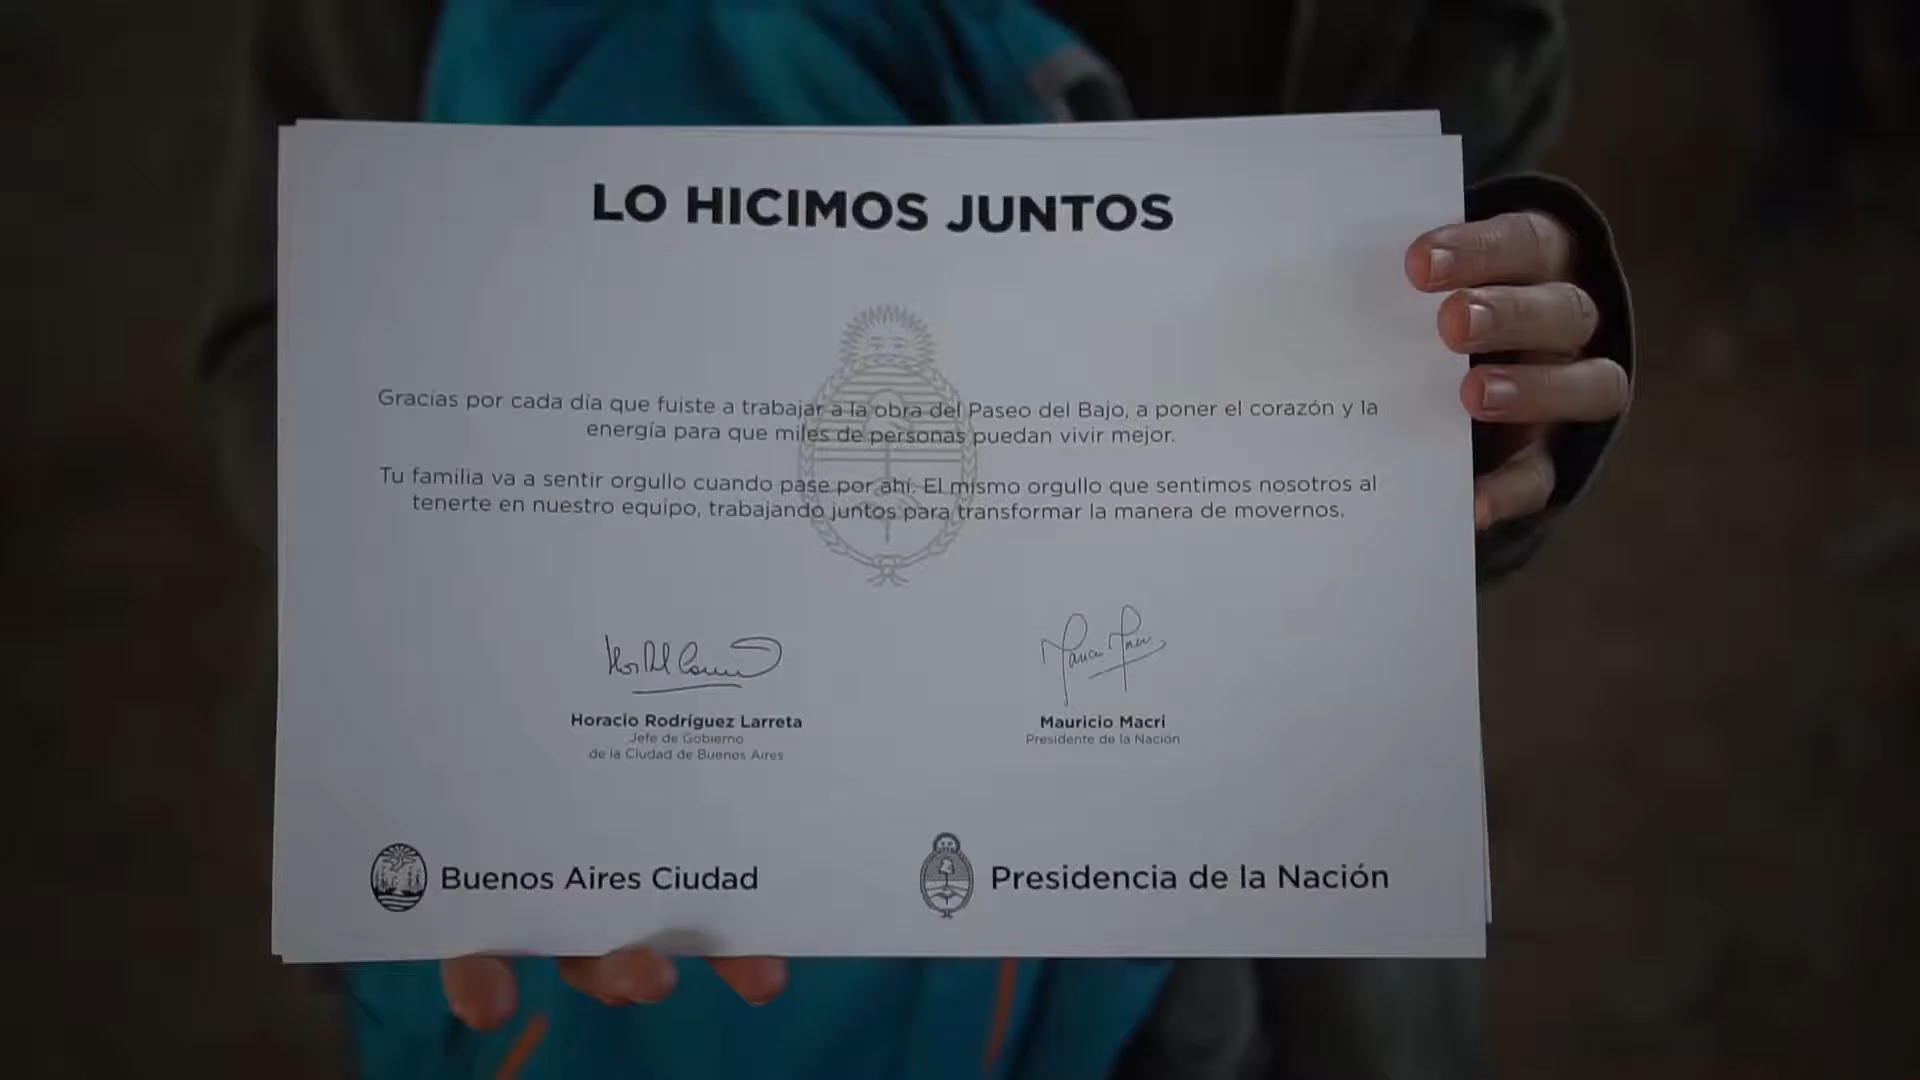 LO HICIMOS JUNTOS
Gracias por cada día que fuiste a trabajar a la obra del Paseo del Bajo, a poner el corazón y la
energía para que miles de personas puedan vivir mejor.
Tu familia va a sentir orgullo cuando pase por ahí. El mismo orgullo que sentimos nosotros al
tenerte en nuestro equipo, trabajando juntos para transformar la manera de movernos.
Horacio Rodríguez Larreta
Jefe de Gobierno
de la Ciudad de Buenos Aires
Mauricio Macri
Presidente de la Nación
Buenos Aires Ciudad
Presidencia de la Nación